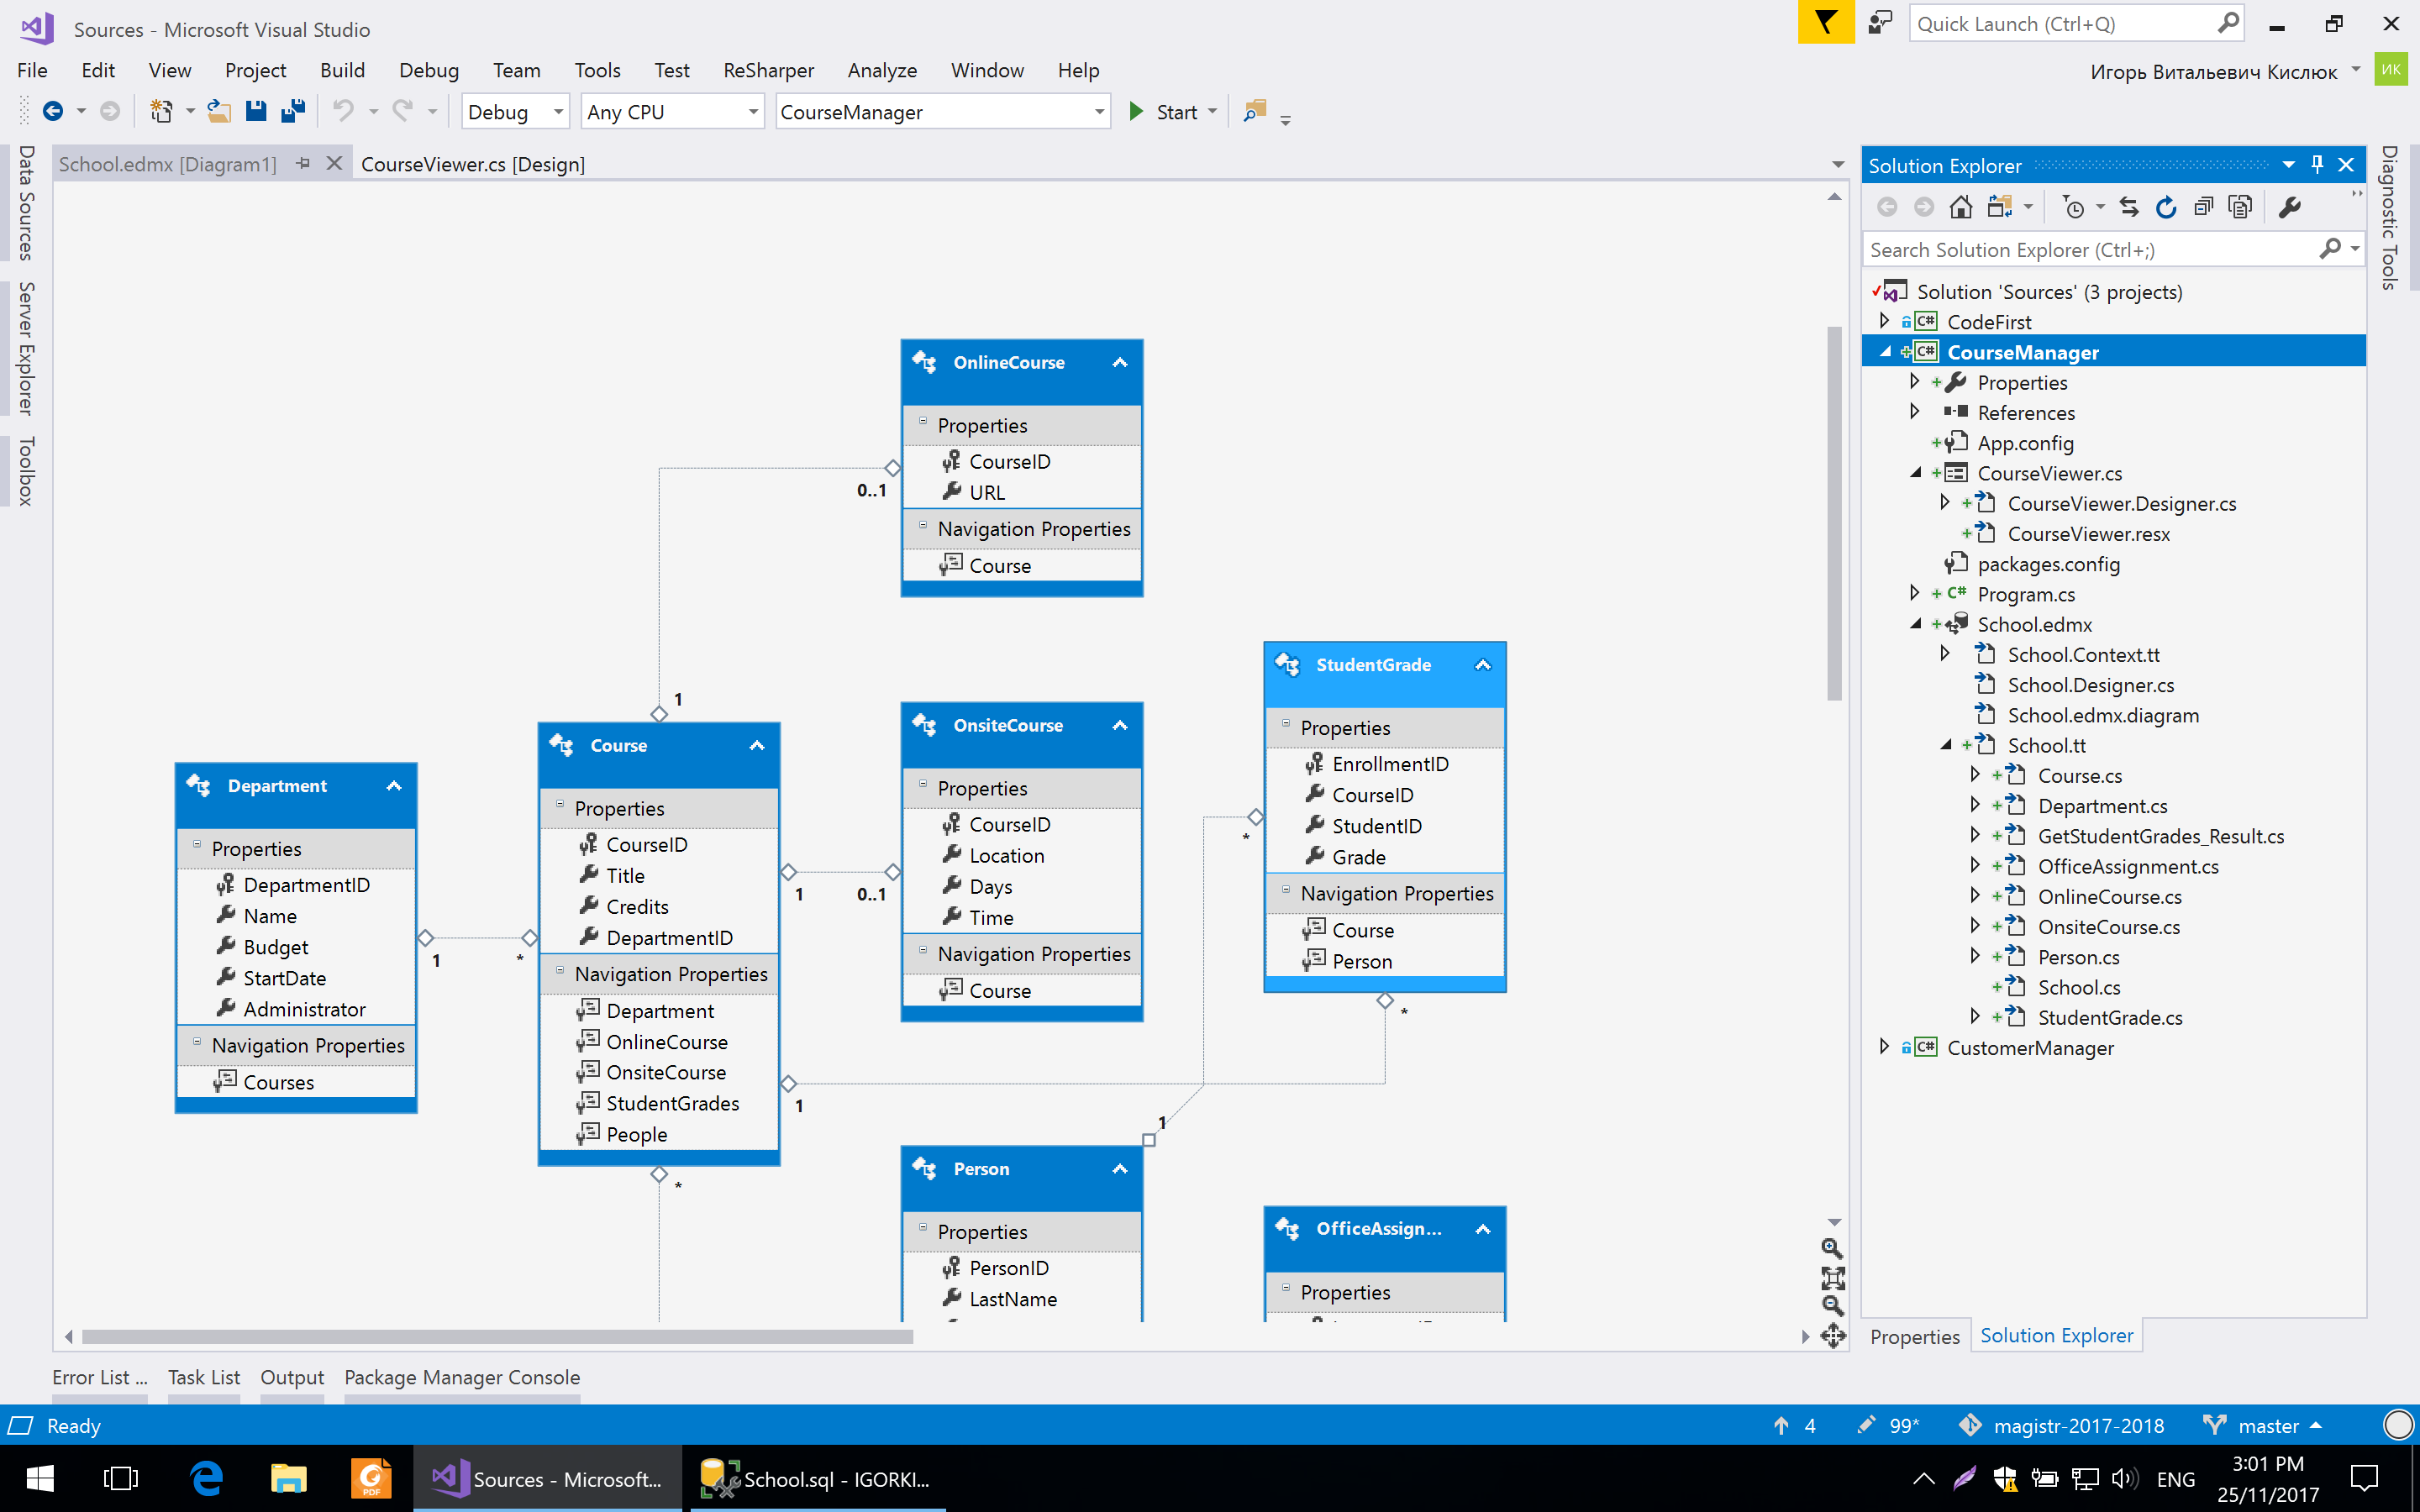 Sources - Microsoft Visual Studio
Quick Launch (Ctrl+Q)
File Edit View Project Build Debug Team Tools Test ReSharper Analyze Window Help
Игорь Витальевич Кислюк
ИК
Debug
Any CPU
CourseManager
Start
Data Sources
Server Explorer
Toolbox
School.edmx [Diagram1]
CourseViewer.cs [Design]
OnlineCourse
Properties
CourseID
URL
Navigation Properties
Course
0..1
1
StudentGrade
Properties
EnrollmentID
CourseID
StudentID
Grade
Navigation Properties
Course
Person
*
*
OnsiteCourse
Properties
CourseID
Location
Days
Time
Navigation Properties
Course
1
0..1
Course
Properties
CourseID
Title
Credits
DepartmentID
Navigation Properties
Department
OnlineCourse
OnsiteCourse
StudentGrades
People
1
*
Department
Properties
DepartmentID
Name
Budget
StartDate
Administrator
Navigation Properties
Courses
1
*
1
Person
Properties
PersonID
LastName
OfficeAssign...
Properties
Solution Explorer
Search Solution Explorer (Ctrl+;)
Solution 'Sources' (3 projects)
C# CodeFirst
C# CourseManager
Properties
References
App.config
CourseViewer.cs
CourseViewer.Designer.cs
CourseViewer.resx
packages.config
C# Program.cs
School.edmx
School.Context.tt
School.Designer.cs
School.edmx.diagram
School.tt
Course.cs
Department.cs
GetStudentGrades_Result.cs
OfficeAssignment.cs
OnlineCourse.cs
OnsiteCourse.cs
Person.cs
School.cs
StudentGrade.cs
C# CustomerManager
Properties
Solution Explorer
Diagnostic Tools
Error List ...
Task List
Output
Package Manager Console
Ready
4
99*
magistr-2017-2018
master
PDF
Sources - Microsoft...
School.sql - IGORKI...
ENG
3:01 PM
25/11/2017